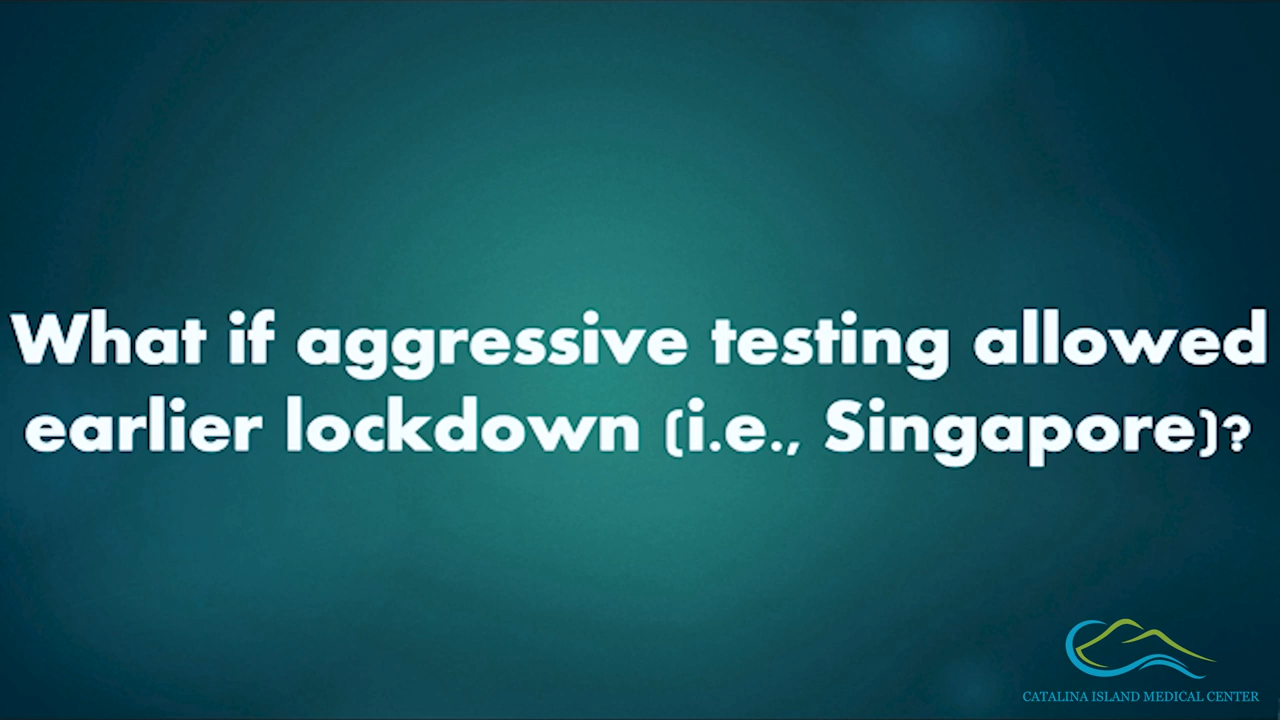 What if aggressive testing allowed
earlier lockdown (i.e., Singapore)?
CATALINA ISLAND MEDICAL CENTER